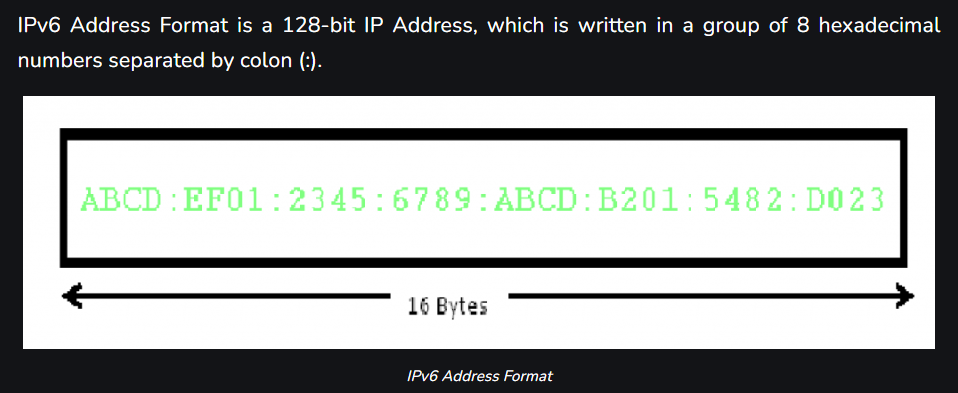 IPv6 Address Format is a 128-bit IP Address, which is written in a group of 8 hexadecimal
numbers separated by colon (:).
ABCD:EF01:2345:6789:ABCD:B201:5482:D023
16 Bytes
IPv6 Address Format